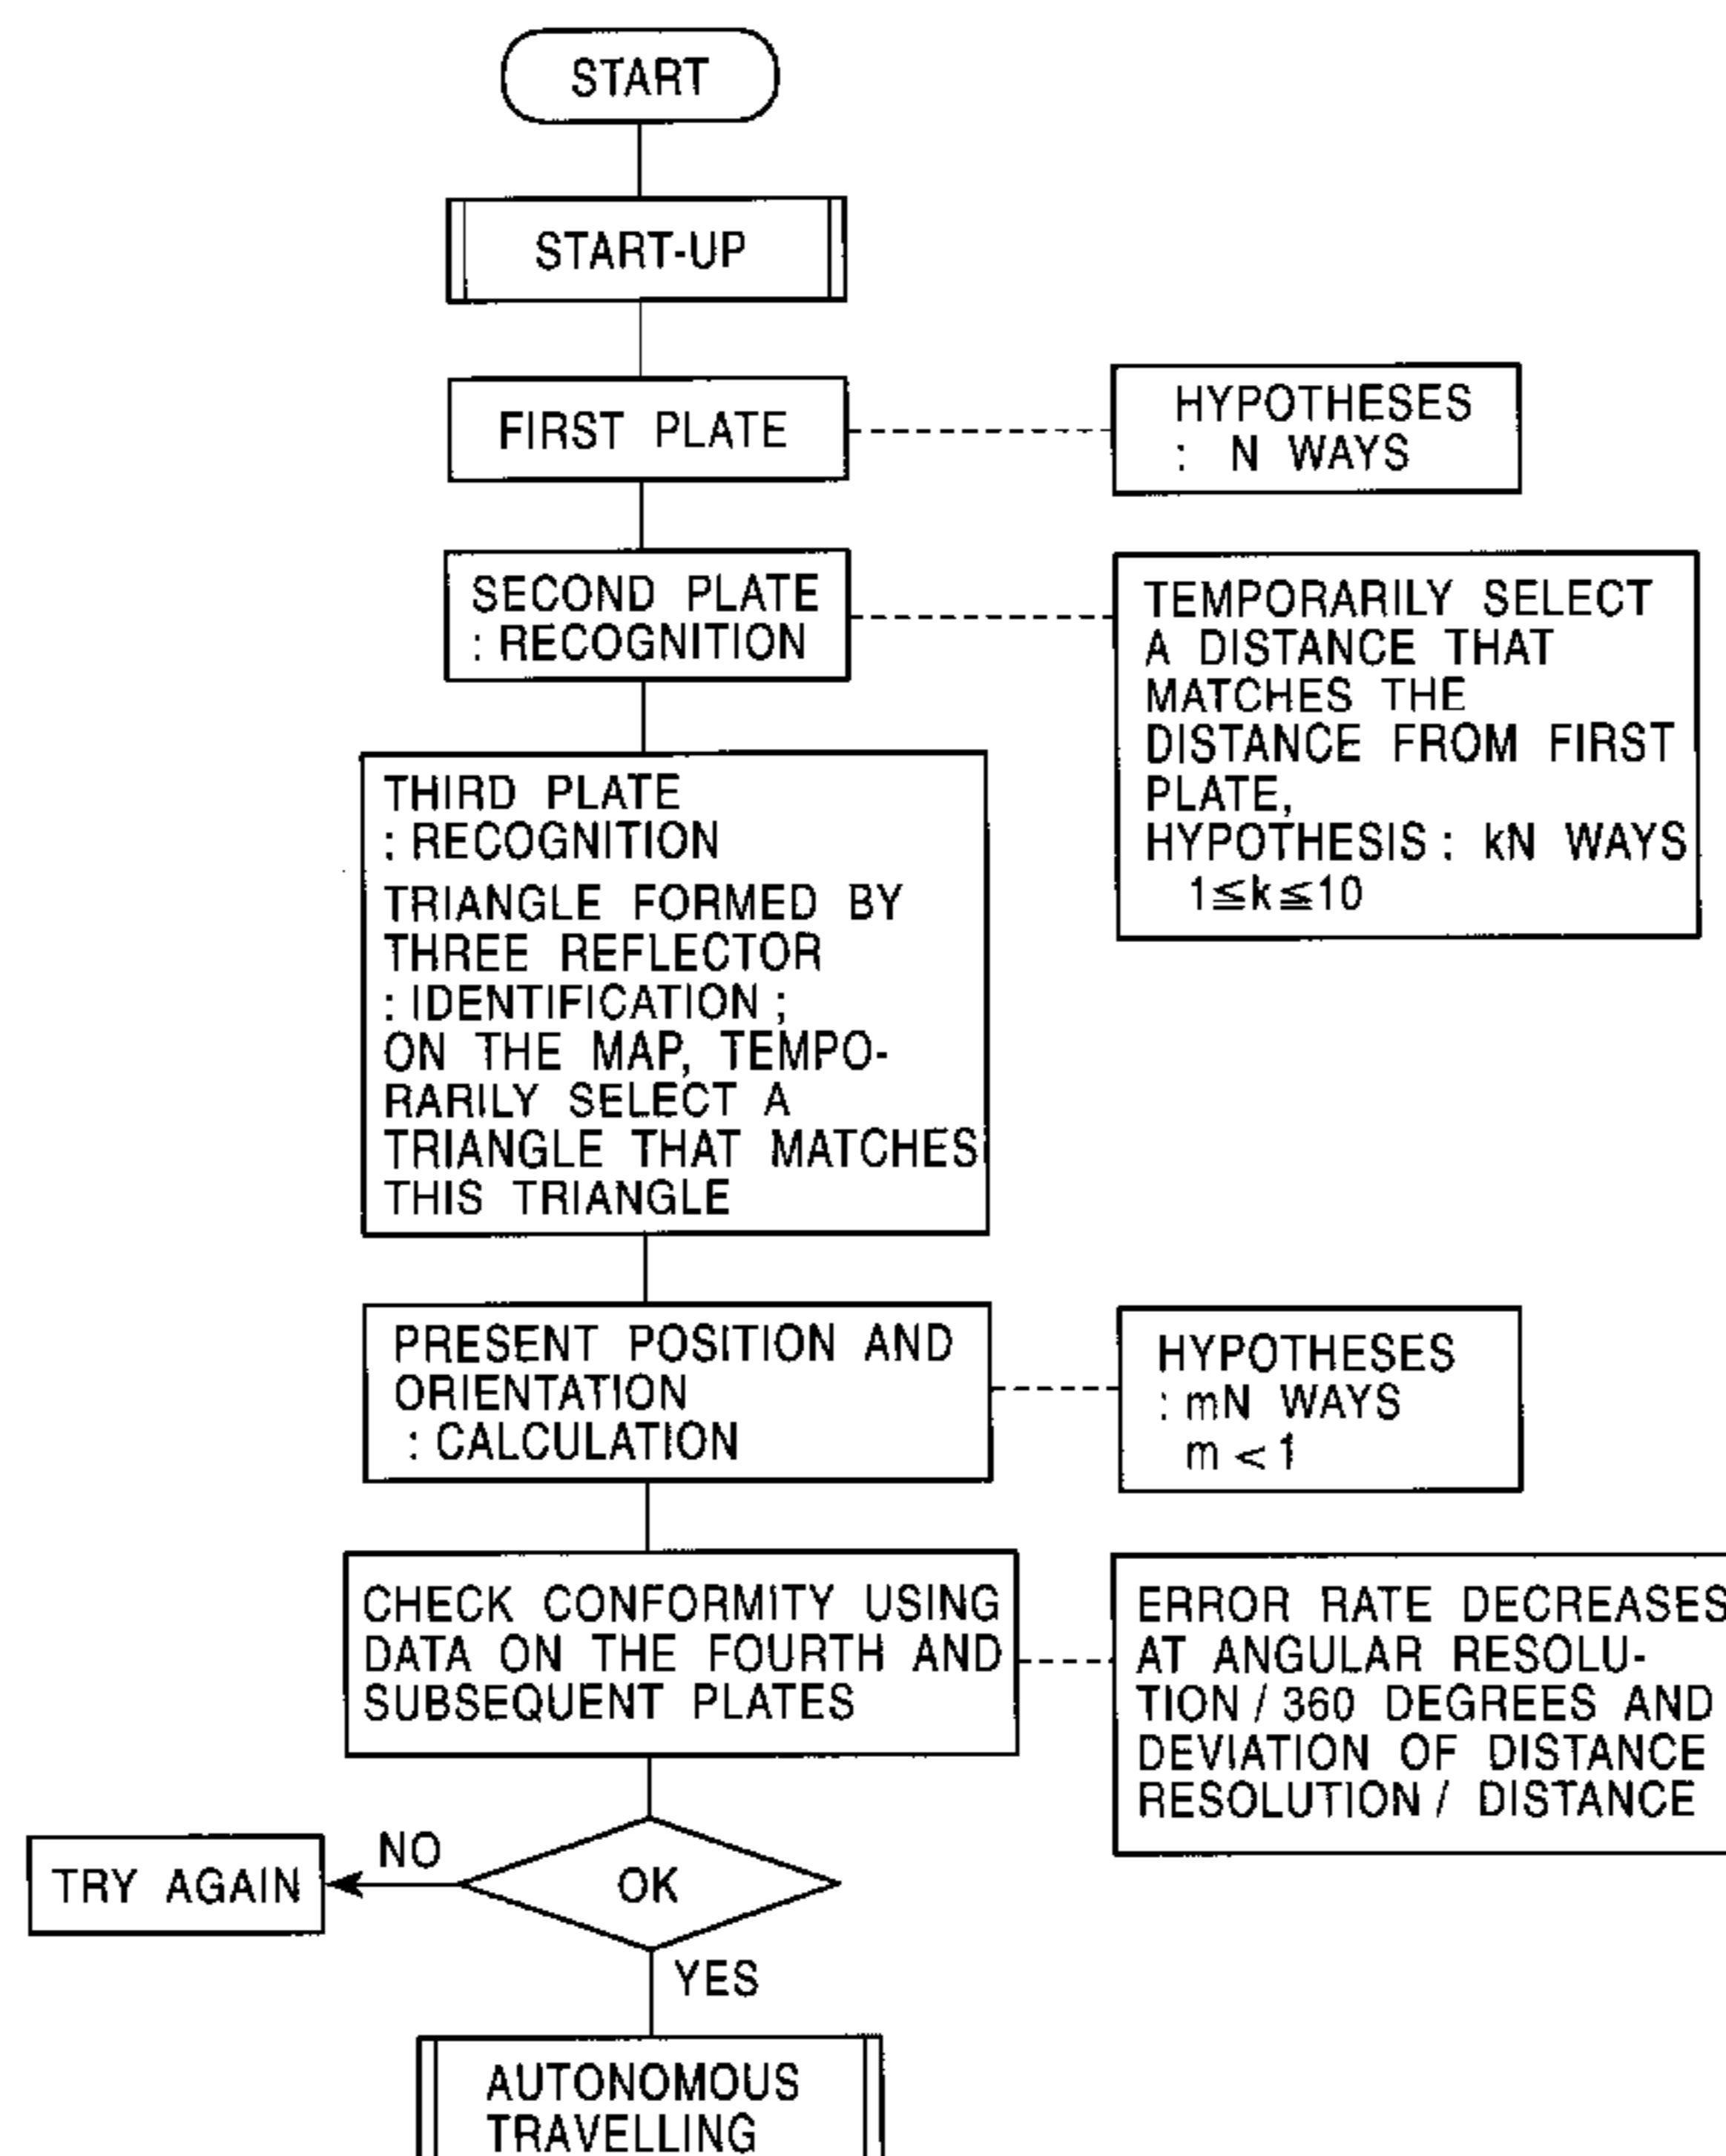 START
START-UP
FIRST PLATE
HYPOTHESES
: N WAYS
SECOND PLATE
: RECOGNITION
TEMPORARILY SELECT
A DISTANCE THAT
MATCHES THE
DISTANCE FROM FIRST
PLATE,
HYPOTHESIS : kN WAYS
1≦k≦10
THIRD PLATE
: RECOGNITION
TRIANGLE FORMED BY
THREE REFLECTOR
: IDENTIFICATION ;
ON THE MAP, TEMPO-
RARILY SELECT A
TRIANGLE THAT MATCHES
THIS TRIANGLE
PRESENT POSITION AND
ORIENTATION
: CALCULATION
HYPOTHESES
: mN WAYS
m < 1
CHECK CONFORMITY USING
DATA ON THE FOURTH AND
SUBSEQUENT PLATES
ERROR RATE DECREASES
AT ANGULAR RESOLU-
TION / 360 DEGREES AND
DEVIATION OF DISTANCE
RESOLUTION / DISTANCE
OK
NO
TRY AGAIN
YES
AUTONOMOUS
TRAVELLING